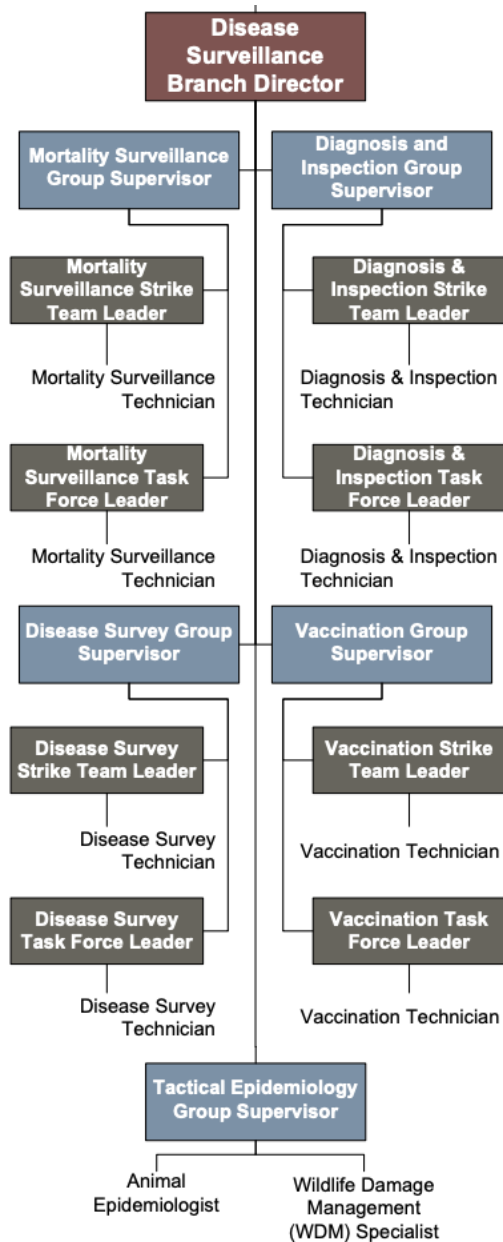 Disease
Surveillance
Branch Director
Mortality Surveillance
Group Supervisor
Diagnosis and
Inspection Group
Supervisor
Mortality
Surveillance Strike
Team Leader
Diagnosis &
Inspection Strike
Team Leader
Mortality Surveillance
Technician
Diagnosis & Inspection
Technician
Mortality
Surveillance Task
Force Leader
Diagnosis &
Inspection Task
Force Leader
Mortality Surveillance
Technician
Diagnosis & Inspection
Technician
Disease Survey Group
Supervisor
Vaccination Group
Supervisor
Disease Survey
Strike Team Leader
Vaccination Strike
Team Leader
Disease Survey
Technician
Vaccination Technician
Disease Survey
Task Force Leader
Vaccination Task
Force Leader
Disease Survey
Technician
Vaccination Technician
Tactical Epidemiology
Group Supervisor
Animal
Epidemiologist
Wildlife Damage
Management
(WDM) Specialist